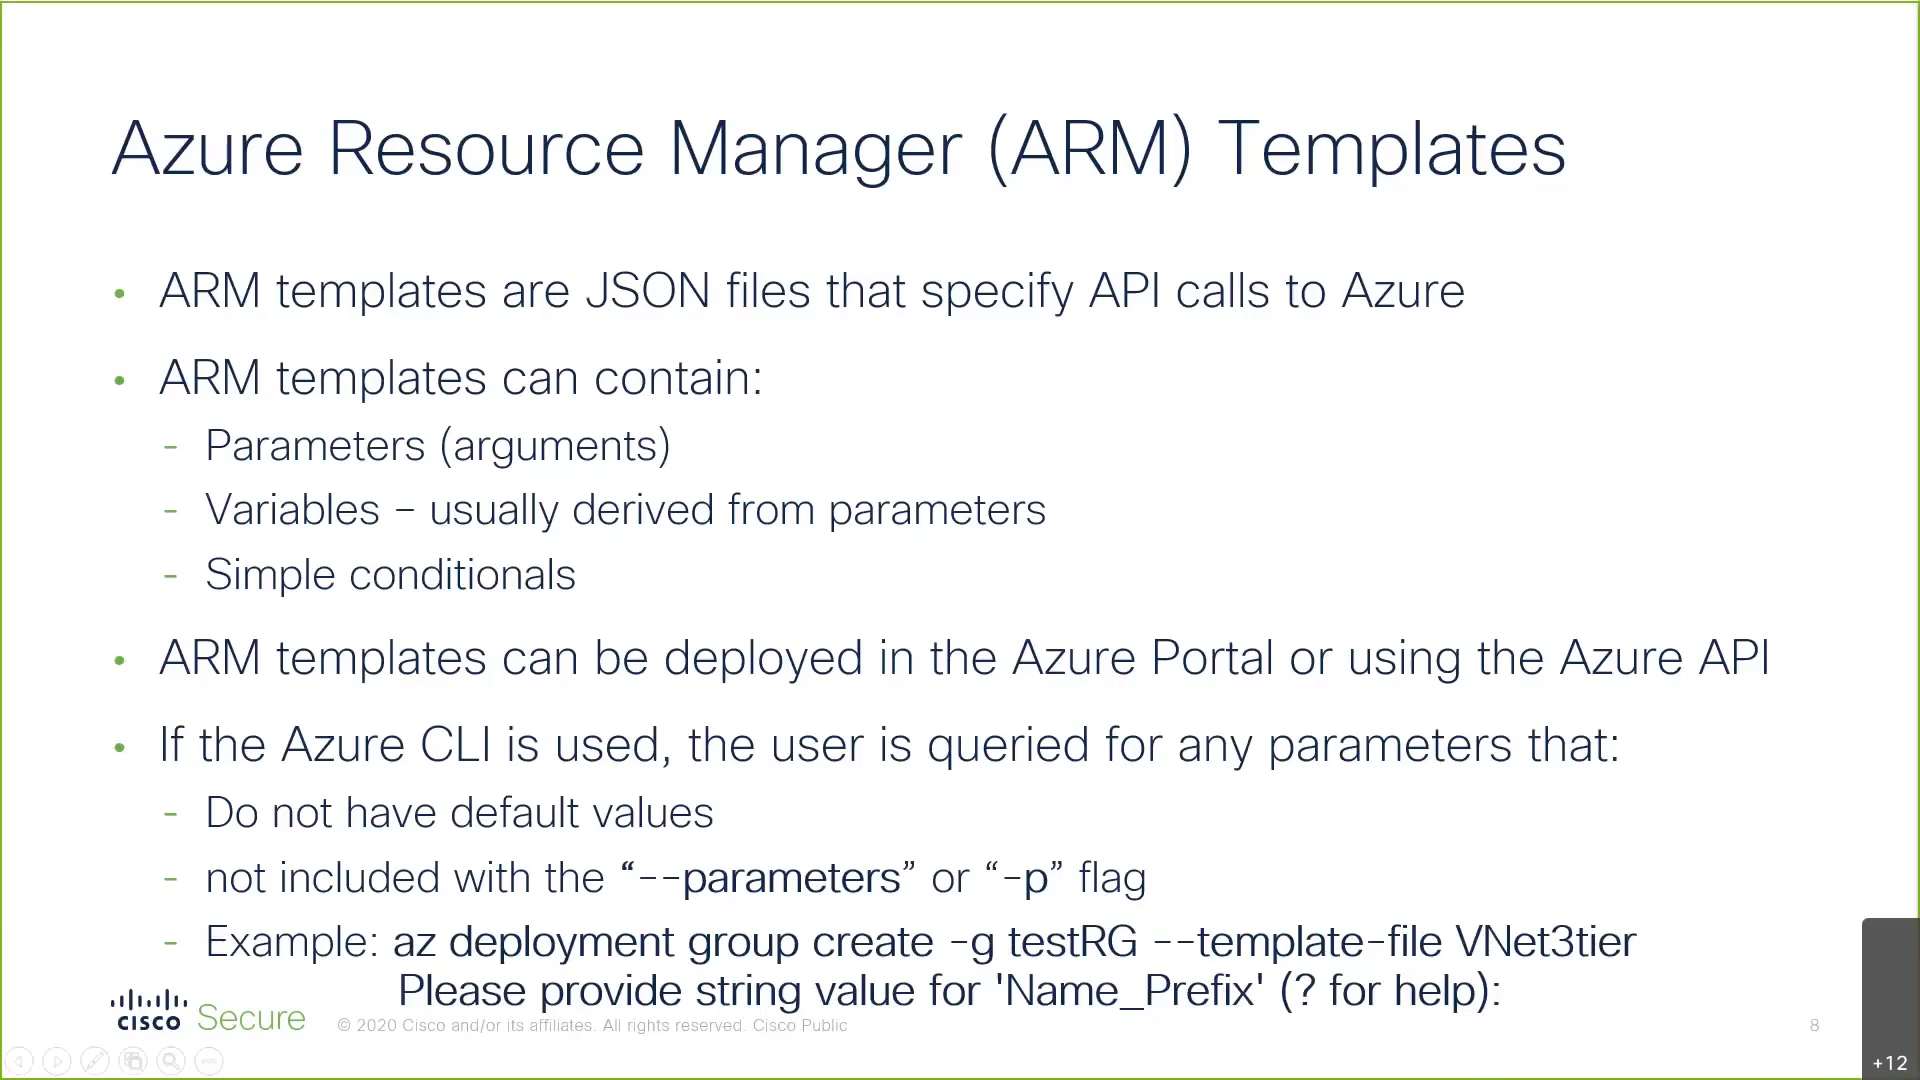 Azure Resource Manager (ARM) Templates
• ARM templates are JSON files that specify API calls to Azure
• ARM templates can contain:
- Parameters (arguments)
- Variables – usually derived from parameters
- Simple conditionals
• ARM templates can be deployed in the Azure Portal or using the Azure API
• If the Azure CLI is used, the user is queried for any parameters that:
- Do not have default values
- not included with the “--parameters” or “-p” flag
- Example: az deployment group create -g testRG --template-file VNet3tier
Please provide string value for 'Name_Prefix' (? for help):
CISCO Secure © 2020 Cisco and/or its affiliates. All rights reserved. Cisco Public 8
+12